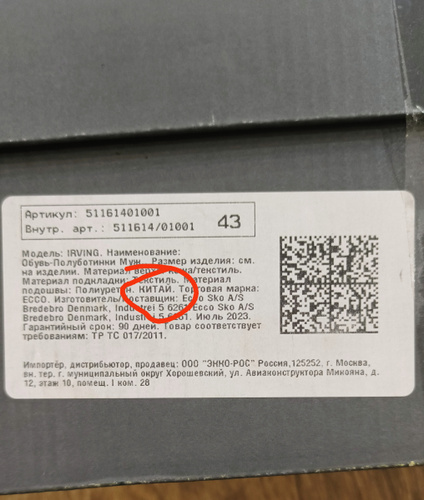 Артикул: 51161401001
Внутр. арт.: 511614/01001
43
Модель: IRVING. Наименование:
Обувь-Полуботинки Муж. Размер изделия: см.
на изделии. Материал верха: кожа/текстиль.
Материал подкладки: Текстиль. Материал
подошвы: Полиуретан. КИТАЙ. Торговая марка:
ECCO. Изготовитель/поставщик: Ecco Sko A/S
Bredebro Denmark, Industrei 5 6261 Ecco Sko A/S
Bredebro Denmark, Industrei 5 6261. Июль 2023.
Гарантийный срок: 90 дней. Товар соответствует
требованиям: ТР ТС 017/2011.
Импортёр, дистрибьютор, продавец: ООО "ЭККО-РОС" Россия,125252, г. Москва,
вн. тер. г. муниципальный округ Хорошевский, ул. Авиаконструктора Микояна, д.
12, этаж 10, помещ. I ком. 28